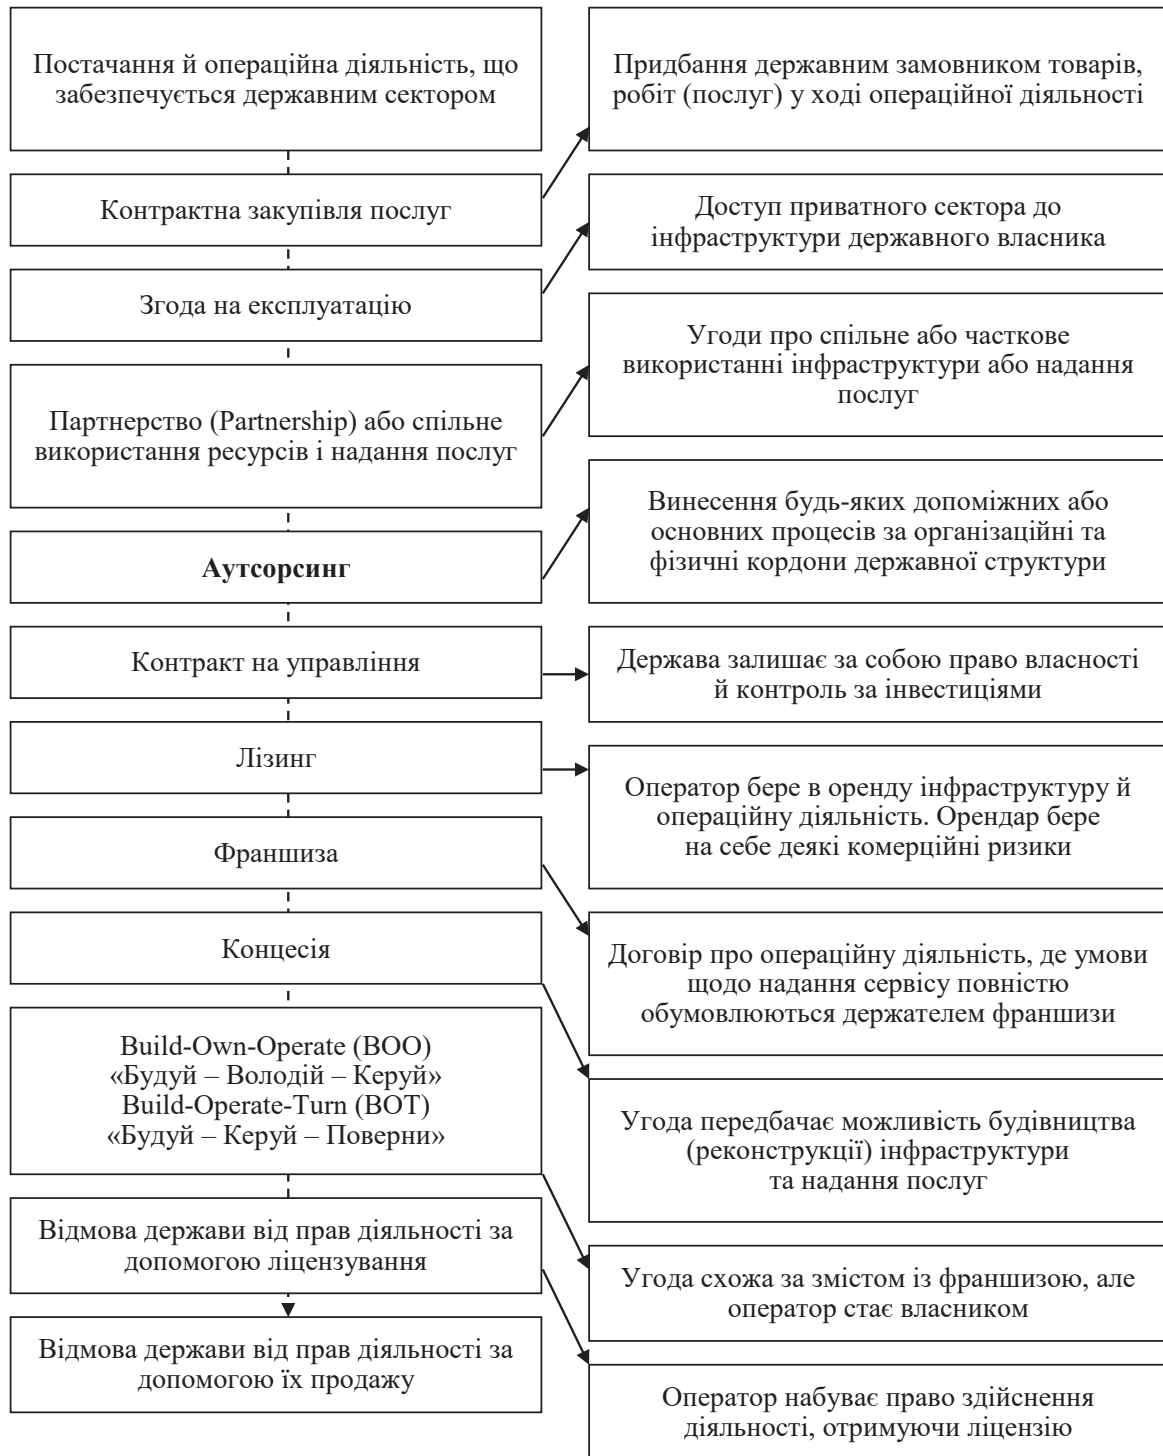 Постачання й операційна діяльність, що
забезпечується державним сектором
Придбання державним замовником товарів,
робіт (послуг) у ході операційної діяльності
Контрактна закупівля послуг
Доступ приватного сектора до
інфраструктури державного власника
Згода на експлуатацію
Угоди про спільне або часткове
використанні інфраструктури або надання
послуг
Партнерство (Partnership) або спільне
використання ресурсів і надання послуг
Винесення будь-яких допоміжних або
основних процесів за організаційні та
фізичні кордони державної структури
Аутсорсинг
Контракт на управління
Держава залишає за собою право власності
й контроль за інвестиціями
Лізинг
Оператор бере в оренду інфраструктуру й
операційну діяльність. Орендар бере
на себе деякі комерційні ризики
Франшиза
Договір про операційну діяльність, де умови
щодо надання сервісу повністю
обумовлюються держателем франшизи
Концесія
Угода передбачає можливість будівництва
(реконструкції) інфраструктури
та надання послуг
Build-Own-Operate (BOO)
«Будуй – Володій – Керуй»
Build-Operate-Turn (BOT)
«Будуй – Керуй – Поверни»
Угода схожа за змістом із франшизою, але
оператор стає власником
Відмова держави від прав діяльності за
допомогою ліцензування
Оператор набуває право здійснення
діяльності, отримуючи ліцензію
Відмова держави від прав діяльності за
допомогою їх продажу